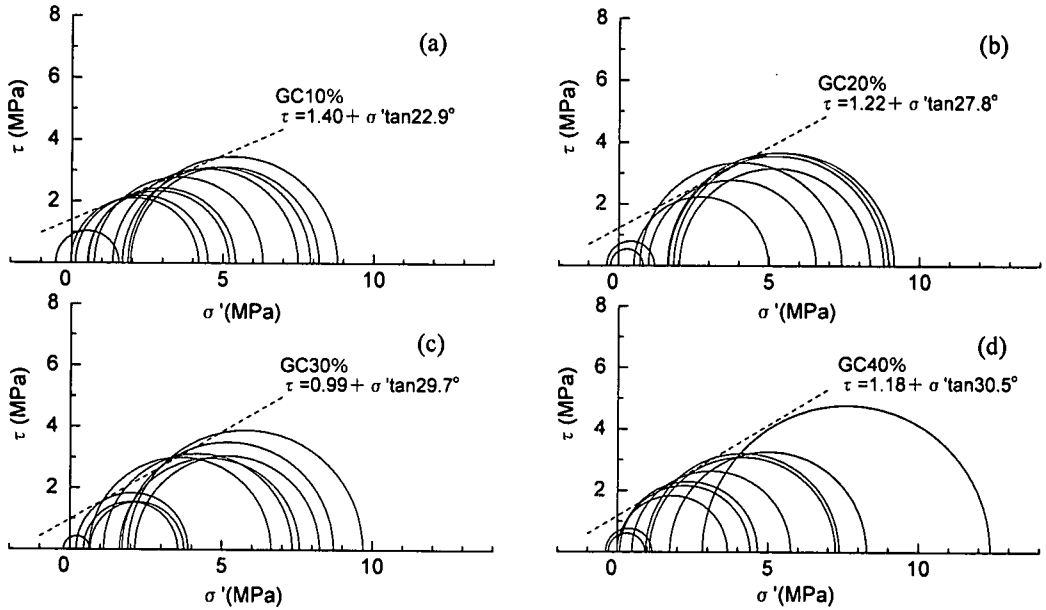 (a)
8
6
4
2
τ (MPa)
GC10%
τ =1.40+ σ'tan22.9°
0 5 10
σ '(MPa)
(b)
8
6
4
2
τ (MPa)
GC20%
τ =1.22+ σ'tan27.8°
0 5 10
σ '(MPa)
(c)
8
6
4
2
τ (MPa)
GC30%
τ =0.99+ σ'tan29.7°
0 5 10
σ '(MPa)
(d)
8
6
4
2
τ (MPa)
GC40%
τ =1.18+ σ'tan30.5°
0 5 10
σ '(MPa)